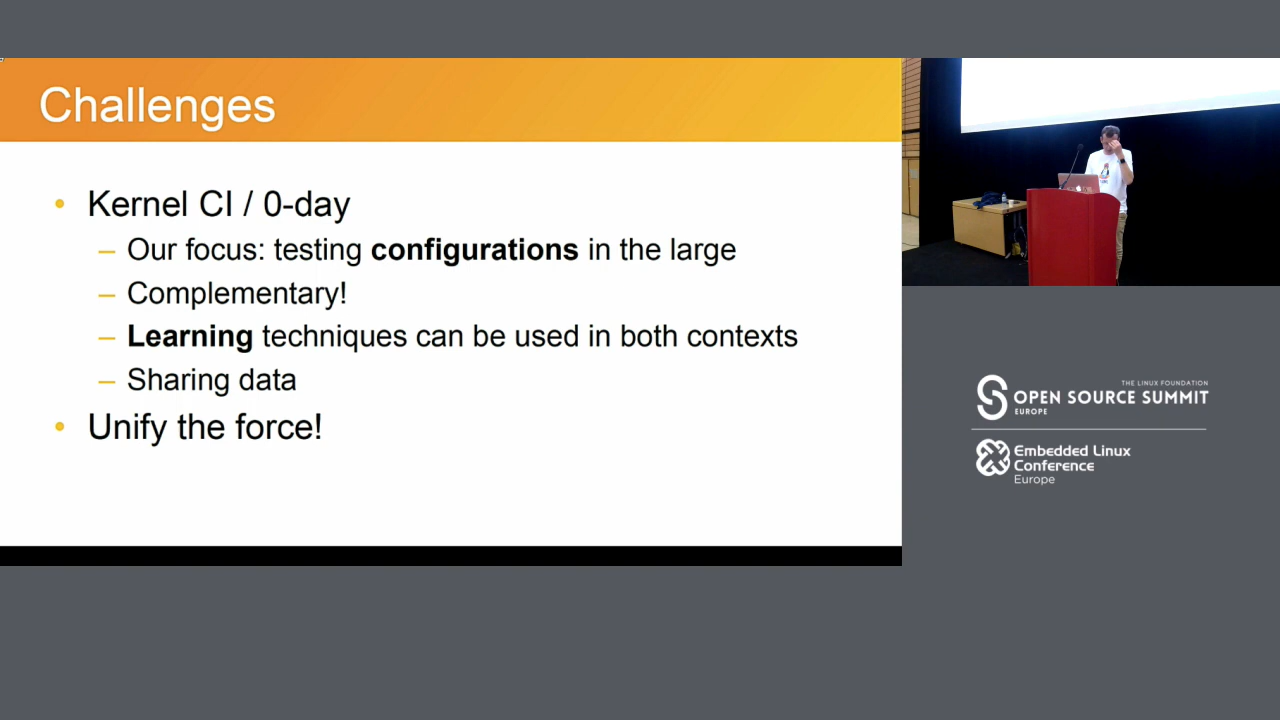 Challenges
• Kernel CI / 0-day
– Our focus: testing configurations in the large
– Complementary!
– Learning techniques can be used in both contexts
– Sharing data
• Unify the force!
THE LINUX FOUNDATION
OPEN SOURCE SUMMIT
EUROPE
Embedded Linux
Conference
Europe